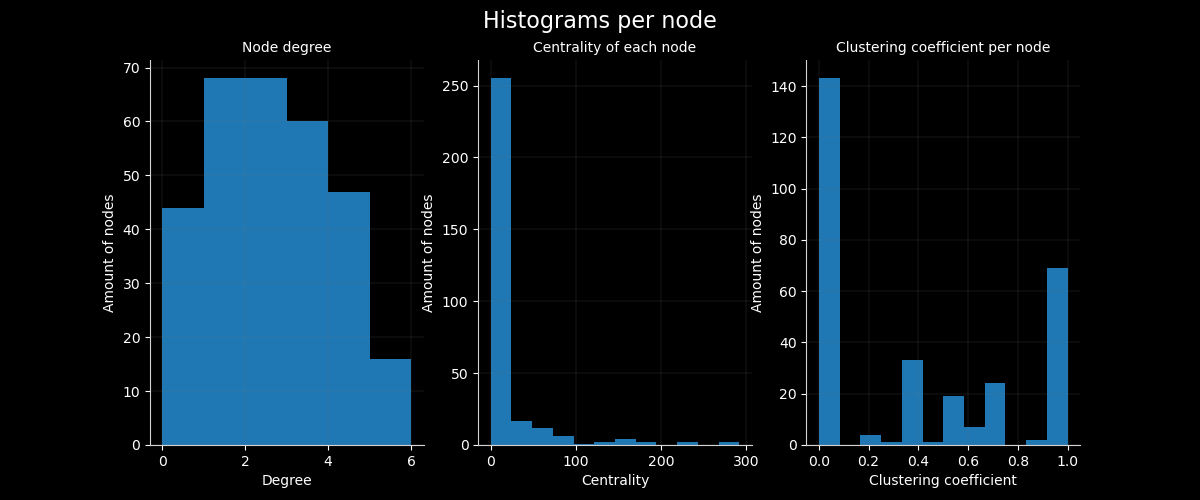 Histograms per node
Node degree
Amount of nodes
70
60
50
40
30
20
10
0
0 2 4 6
Degree
Centrality of each node
Amount of nodes
250
200
150
100
50
0
0 100 200 300
Centrality
Clustering coefficient per node
Amount of nodes
140
120
100
80
60
40
20
0
0.0 0.2 0.4 0.6 0.8 1.0
Clustering coefficient